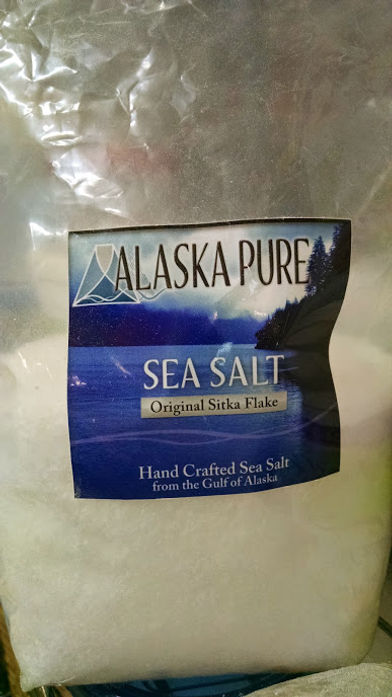 ALASKA PURE
SEA SALT
Original Sitka Flake
Hand Crafted Sea Salt
from the Gulf of Alaska